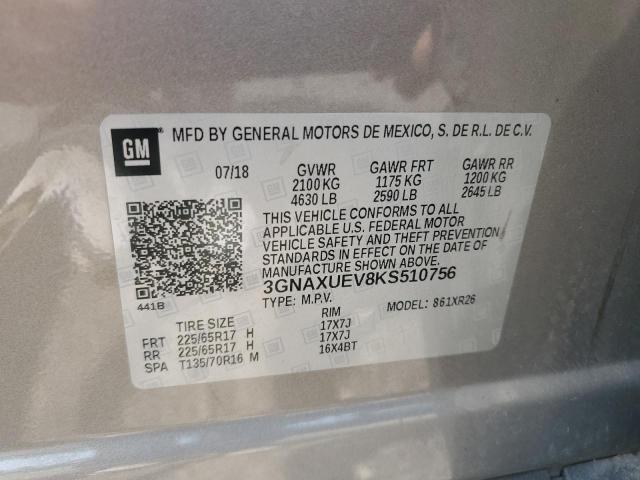 GM ® MFD BY GENERAL MOTORS DE MEXICO, S. DE R.L. DE C.V.
07/18 GVWR GAWR FRT GAWR RR
2100 KG 1175 KG 1200 KG
4630 LB 2590 LB 2645 LB
THIS VEHICLE CONFORMS TO ALL
APPLICABLE U.S. FEDERAL MOTOR
VEHICLE SAFETY AND THEFT PREVENTION
STANDARDS IN EFFECT ON THE DATE OF
MANUFACTURE SHOWN ABOVE.
3GNAXUEV8KS510756
441B
TYPE: M.P.V. MODEL: 861XR26
TIRE SIZE RIM
FRT 225/65R17 H 17X7J
RR 225/65R17 H 17X7J
SPA T135/70R16 M 16X4BT